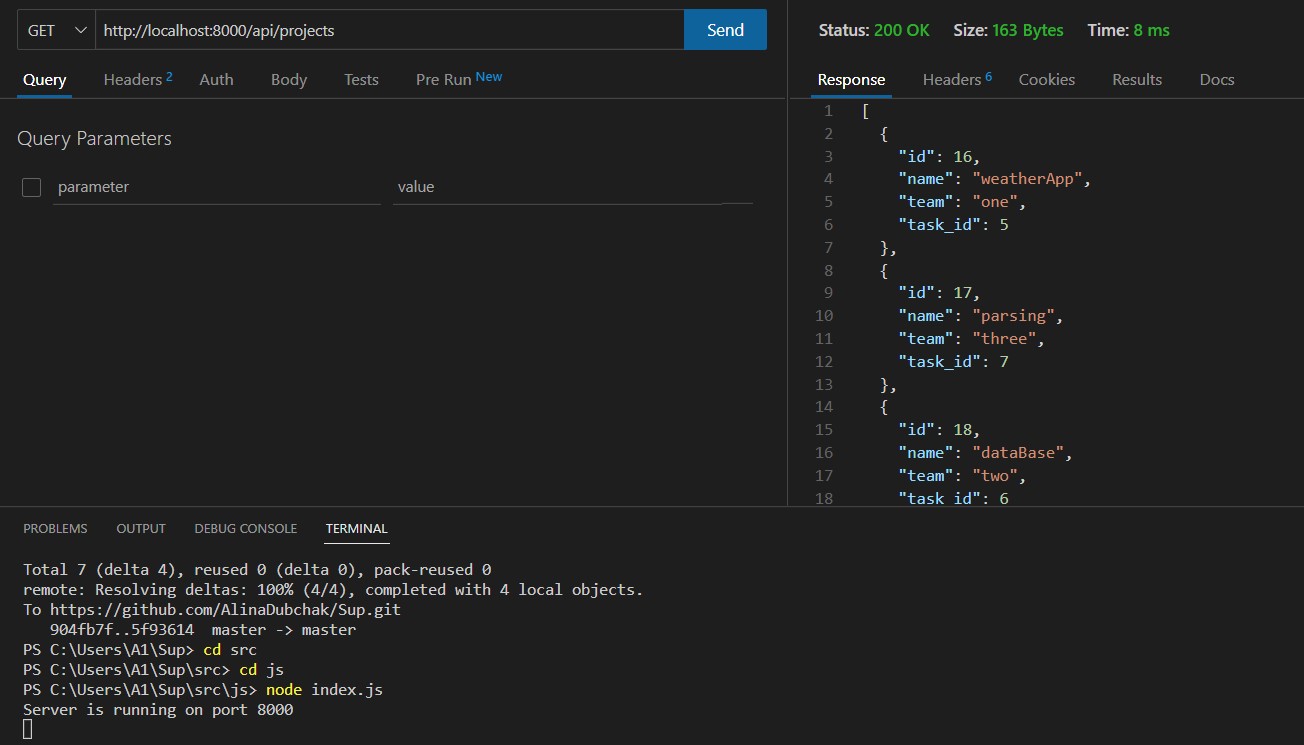 GET http://localhost:8000/api/projects Send
Query Headers 2 Auth Body Tests Pre Run New
Query Parameters
parameter value
Status: 200 OK Size: 163 Bytes Time: 8 ms
Response Headers 6 Cookies Results Docs
1 [
2 {
3 "id": 16,
4 "name": "weatherApp",
5 "team": "one",
6 "task_id": 5
7 },
8 {
9 "id": 17,
10 "name": "parsing",
11 "team": "three",
12 "task_id": 7
13 },
14 {
15 "id": 18,
16 "name": "dataBase",
17 "team": "two",
18 "task_id": 6
PROBLEMS OUTPUT DEBUG CONSOLE TERMINAL
Total 7 (delta 4), reused 0 (delta 0), pack-reused 0
remote: Resolving deltas: 100% (4/4), completed with 4 local objects.
To https://github.com/AlinaDubchak/Sup.git
904fb7f..5f93614 master -> master
PS C:\Users\A1\Sup> cd src
PS C:\Users\A1\Sup\src> cd js
PS C:\Users\A1\Sup\src\js> node index.js
Server is running on port 8000